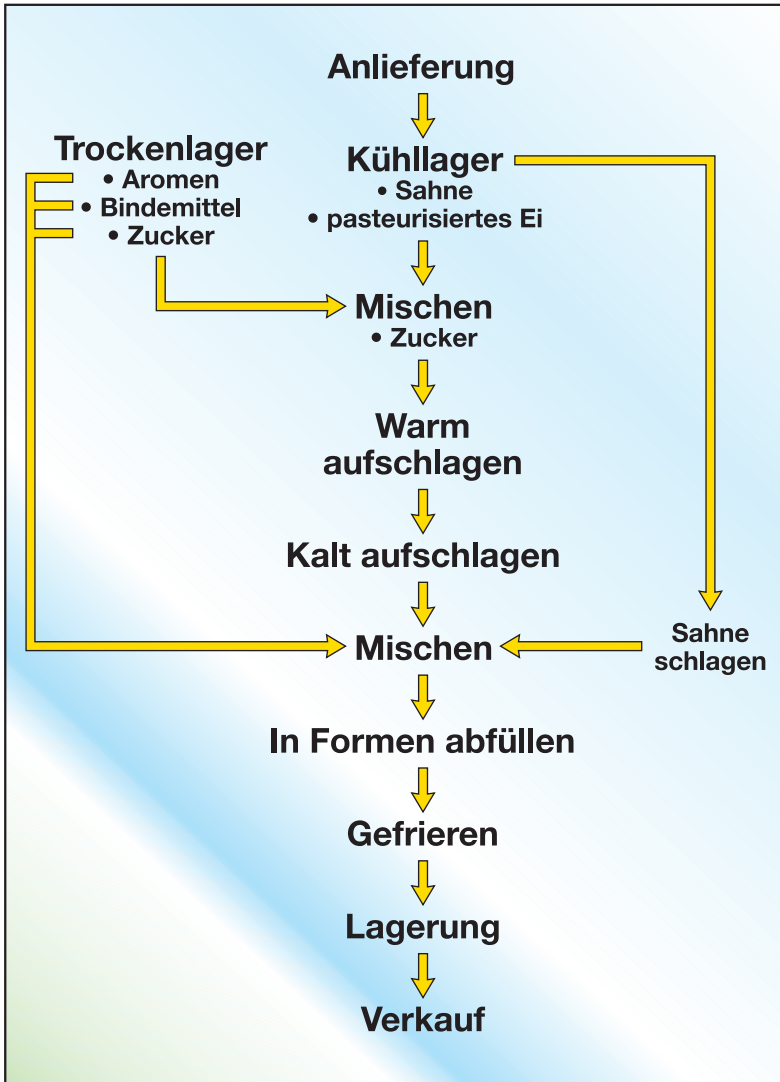 Anlieferung
Trockenlager
• Aromen
• Bindemittel
• Zucker
Kühllager
• Sahne
• pasteurisiertes Ei
Mischen
• Zucker
Warm
aufschlagen
Kalt aufschlagen
Mischen
Sahne
schlagen
In Formen abfüllen
Gefrieren
Lagerung
Verkauf